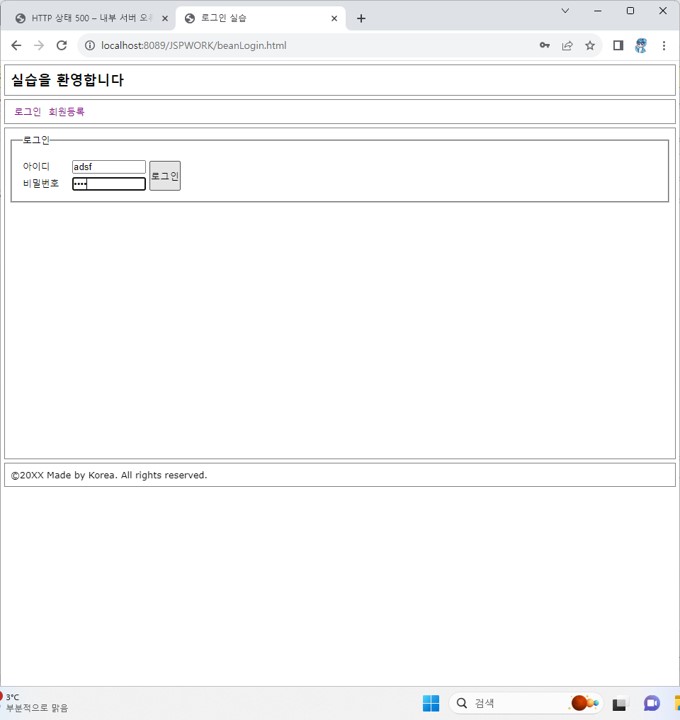 HTTP 상태 500 – 내부 서버 오
로그인 실습
localhost:8089/JSPWORK/beanLogin.html
실습을 환영합니다
로그인 회원등록
로그인
아이디 adsf
비밀번호 ••••
로그인
©20XX Made by Korea. All rights reserved.
3°C
부분적으로 맑음
검색